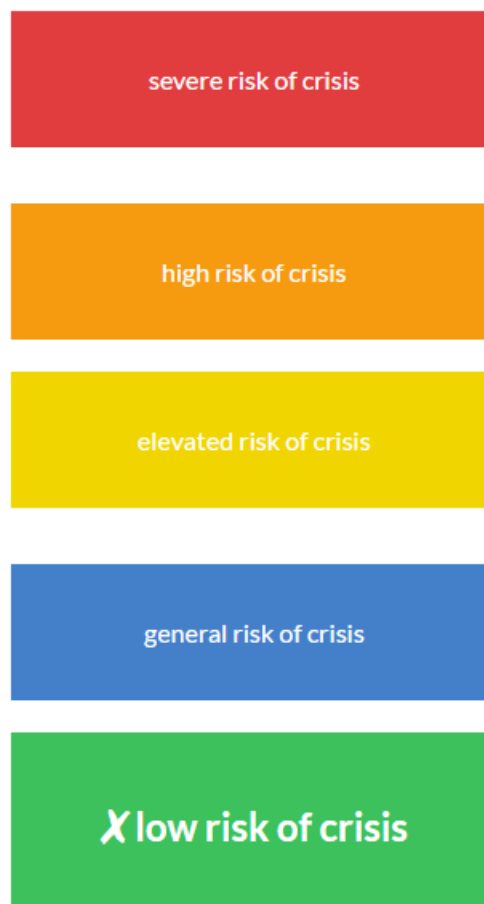 severe risk of crisis
high risk of crisis
elevated risk of crisis
general risk of crisis
✗ low risk of crisis